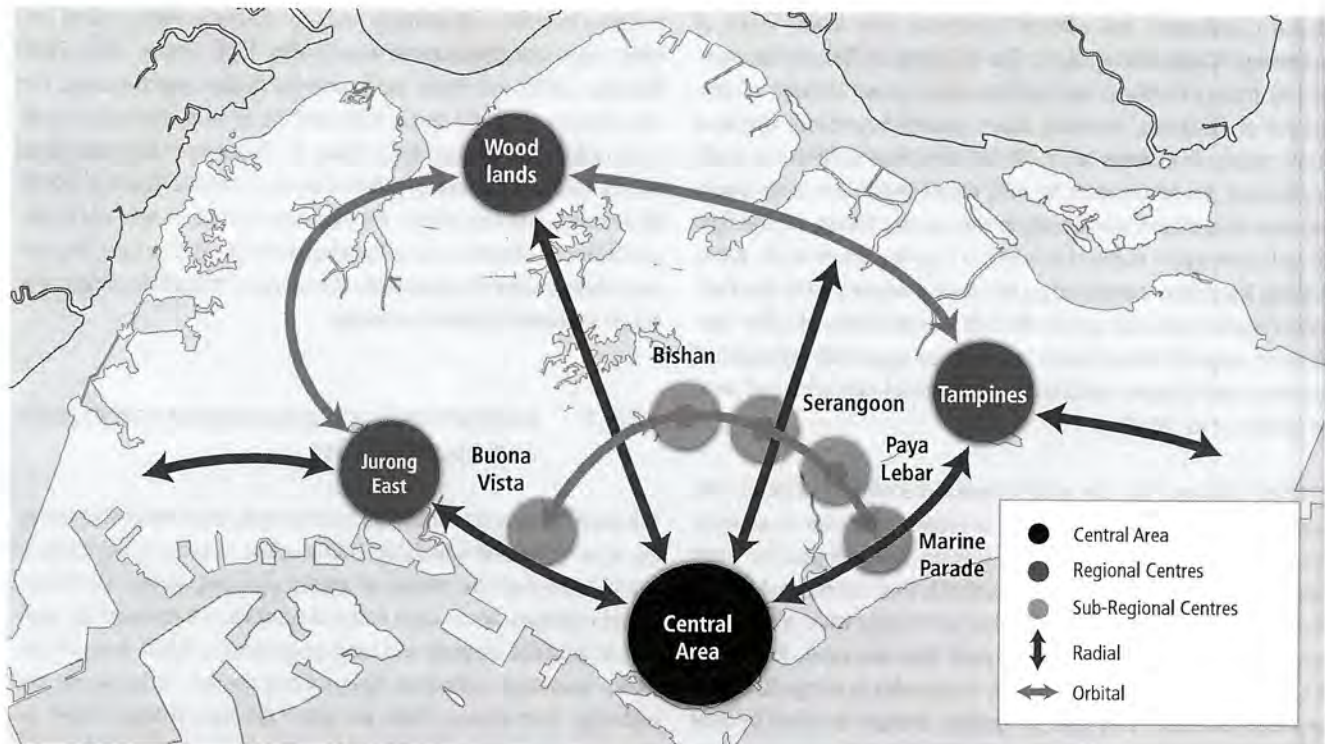 Wood
lands
Bishan
Serangoon
Tampines
Paya
Lebar
Buona
Vista
Jurong
East
Marine
Parade
Central
Area
Central Area
Regional Centres
Sub-Regional Centres
Radial
Orbital